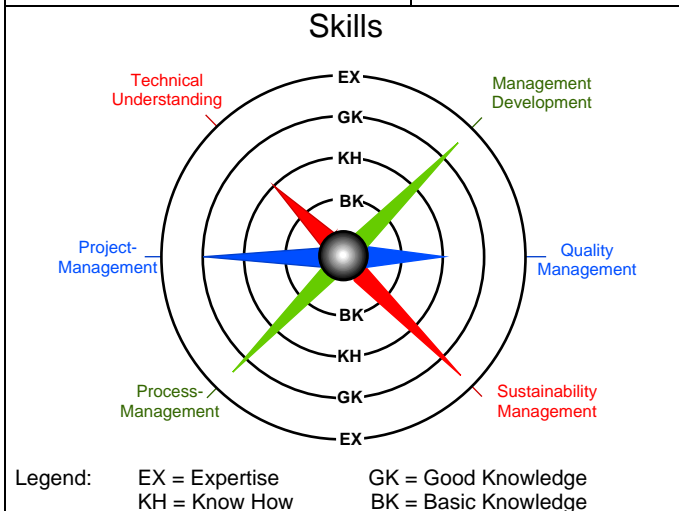 Skills
Technical
Understanding
EX
Management
Development
GK
KH
BK
Project-
Management
Quality
Management
BK
KH
Process-
Management
GK
Sustainability
Management
EX
Legend: EX = Expertise GK = Good Knowledge
KH = Know How BK = Basic Knowledge